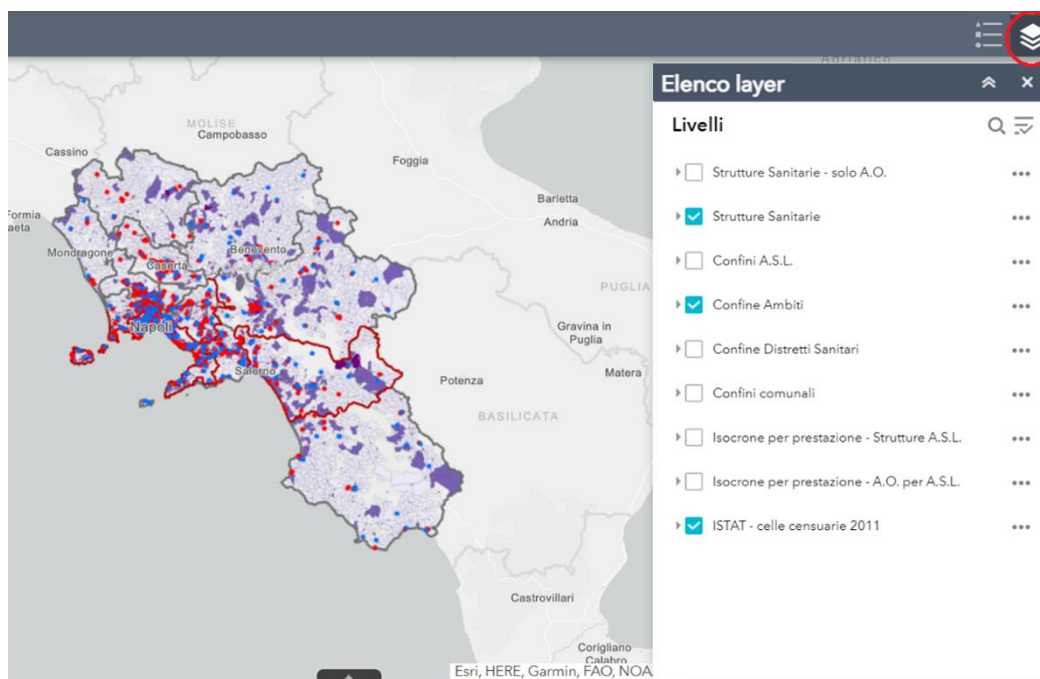 Adriatico
Elenco layer
Livelli
Strutture Sanitarie - solo A.O.
Strutture Sanitarie
Confini A.S.L.
Confine Ambiti
Confine Distretti Sanitari
Confini comunali
Isocrone per prestazione - Strutture A.S.L.
Isocrone per prestazione - A.O. per A.S.L.
ISTAT - celle censuarie 2011
MOLISE
Campobasso
Cassino
Foggia
Barletta
Andria
Formia
aeta
Mondragone
Caserta
Benevento
PUGLIA
Napoli
Gravina in
Puglia
Salerno
Matera
Potenza
BASILICATA
Castrovillari
Corigliano
Calabro
Esri, HERE, Garmin, FAO, NOA